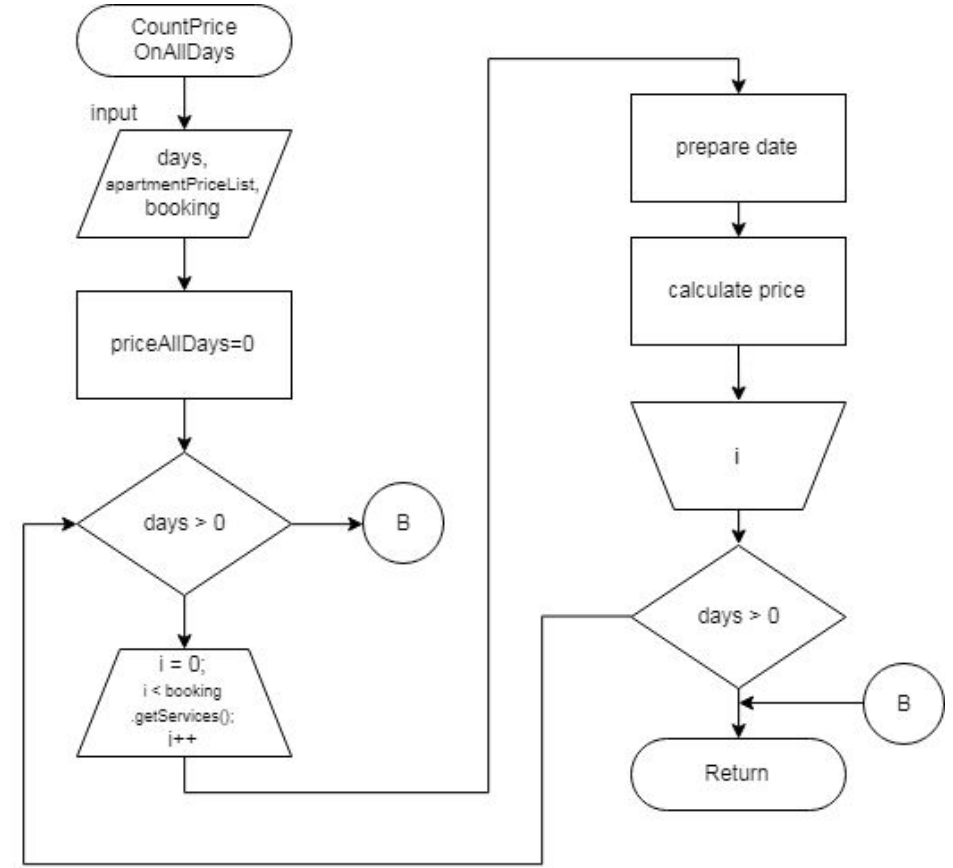 CountPrice
OnAllDays
input
days,
apartmentPriceList,
booking
priceAllDays=0
days > 0
B
i = 0;
i < booking
.getServices();
i++
prepare date
calculate price
i
days > 0
B
Return